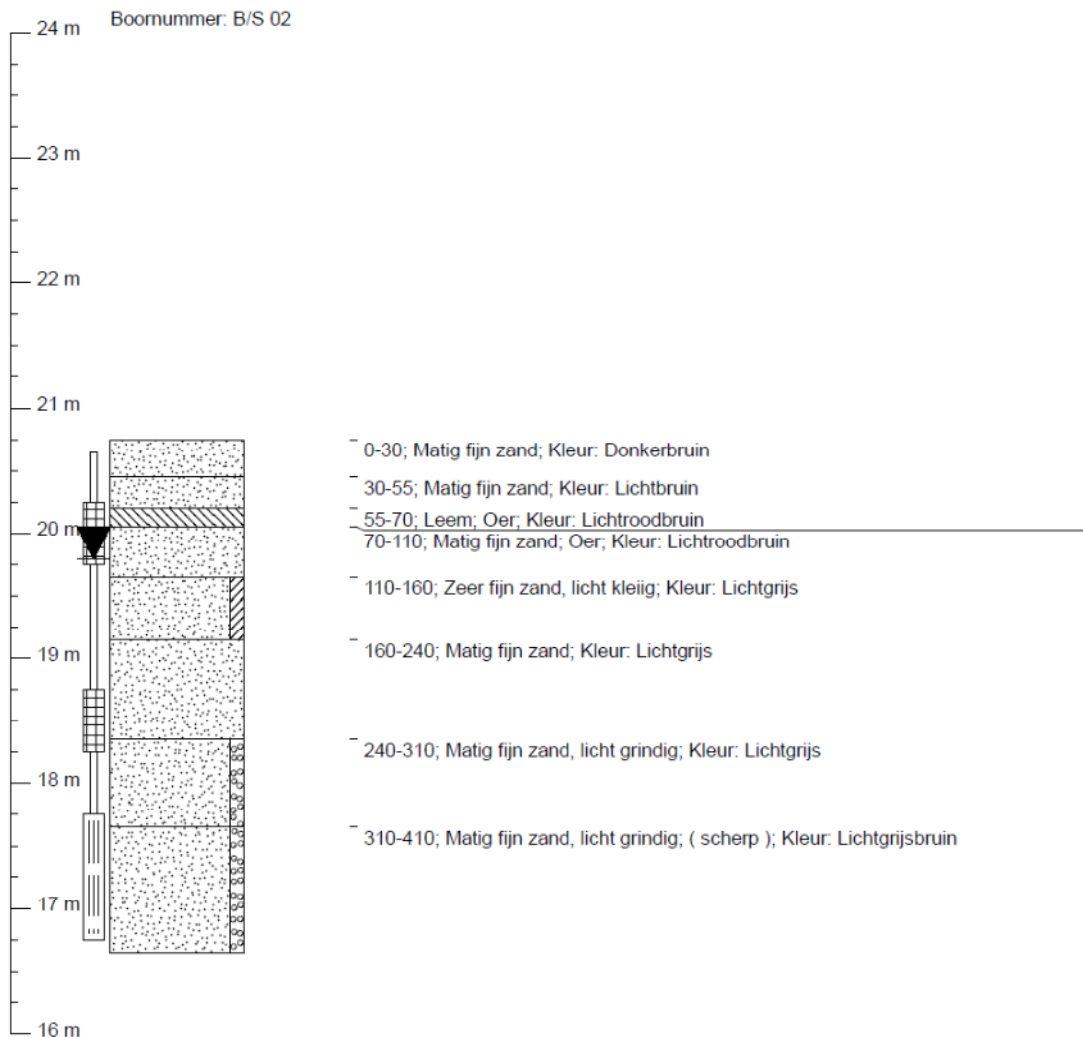 Boornummer: B/S 02
24 m
23 m
22 m
21 m
0-30; Matig fijn zand; Kleur: Donkerbruin
30-55; Matig fijn zand; Kleur: Lichtbruin
55-70; Leem; Oer; Kleur: Lichtroodbruin
20 m
70-110; Matig fijn zand; Oer; Kleur: Lichtroodbruin
110-160; Zeer fijn zand, licht kleiig; Kleur: Lichtgrijs
19 m
160-240; Matig fijn zand; Kleur: Lichtgrijs
240-310; Matig fijn zand, licht grindig; Kleur: Lichtgrijs
18 m
310-410; Matig fijn zand, licht grindig; ( scherp ); Kleur: Lichtgrijsbruin
17 m
16 m